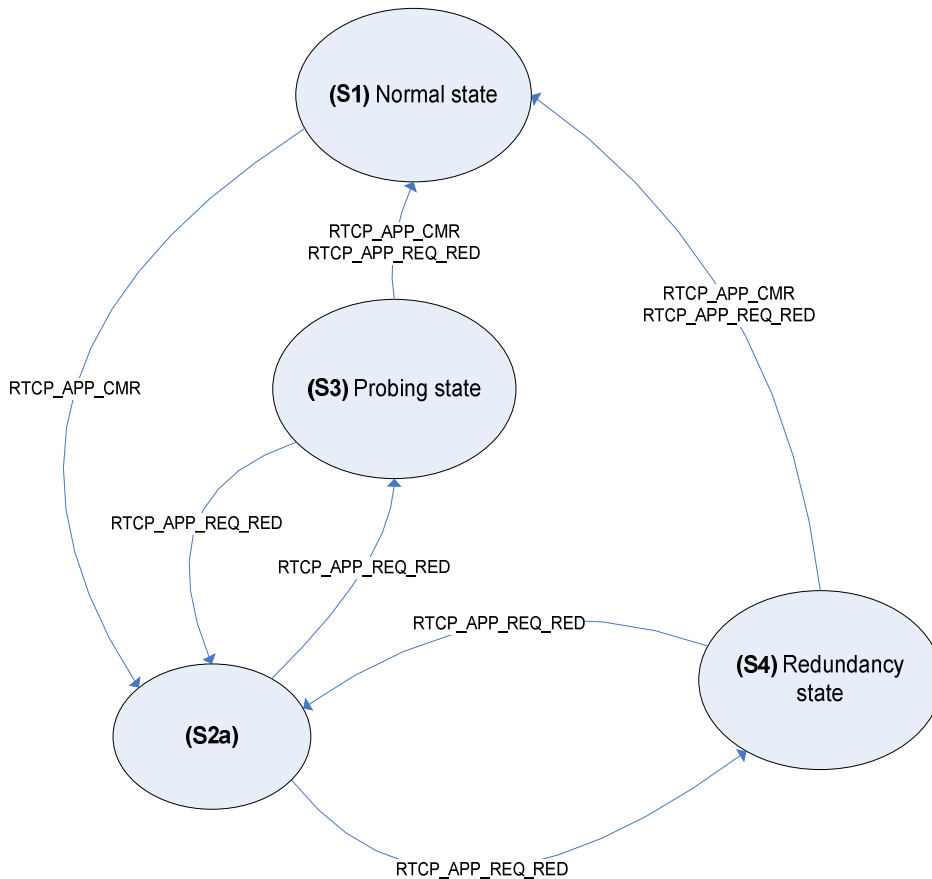 (S1) Normal state
RTCP_APP_CMR
RTCP_APP_REQ_RED
RTCP_APP_CMR
RTCP_APP_REQ_RED
RTCP_APP_CMR
(S3) Probing state
RTCP_APP_REQ_RED
RTCP_APP_REQ_RED
RTCP_APP_REQ_RED
(S4) Redundancy
state
(S2a)
RTCP_APP_REQ_RED